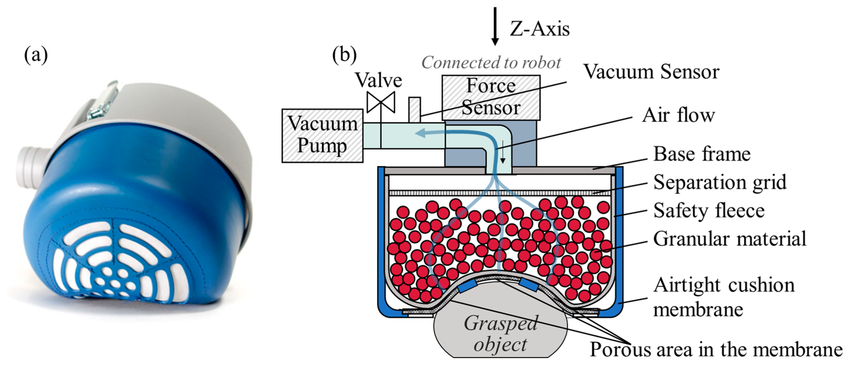 (a)
(b)
Z-Axis
Connected to robot
Valve
Force
Sensor
Vacuum Sensor
Vacuum
Pump
Air flow
Base frame
Separation grid
Safety fleece
Granular material
Airtight cushion
membrane
Grasped
object
Porous area in the membrane